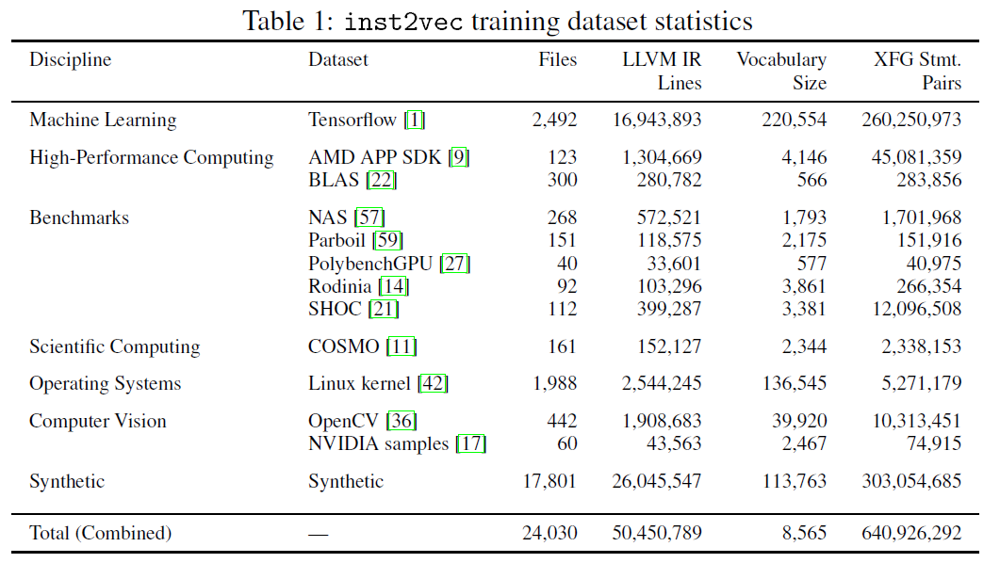 Table 1: inst2vec training dataset statistics
Discipline Dataset Files LLVM IR Lines Vocabulary Size XFG Stmt. Pairs
Machine Learning Tensorflow [1] 2,492 16,943,893 220,554 260,250,973
High-Performance Computing AMD APP SDK [9] 123 1,304,669 4,146 45,081,359
BLAS [22] 300 280,782 566 283,856
Benchmarks NAS [57] 268 572,521 1,793 1,701,968
Parboil [59] 151 118,575 2,175 151,916
PolybenchGPU [27] 40 33,601 577 40,975
Rodinia [14] 92 103,296 3,861 266,354
SHOC [21] 112 399,287 3,381 12,096,508
Scientific Computing COSMO [11] 161 152,127 2,344 2,338,153
Operating Systems Linux kernel [42] 1,988 2,544,245 136,545 5,271,179
Computer Vision OpenCV [36] 442 1,908,683 39,920 10,313,451
NVIDIA samples [17] 60 43,563 2,467 74,915
Synthetic Synthetic 17,801 26,045,547 113,763 303,054,685
Total (Combined) — 24,030 50,450,789 8,565 640,926,292